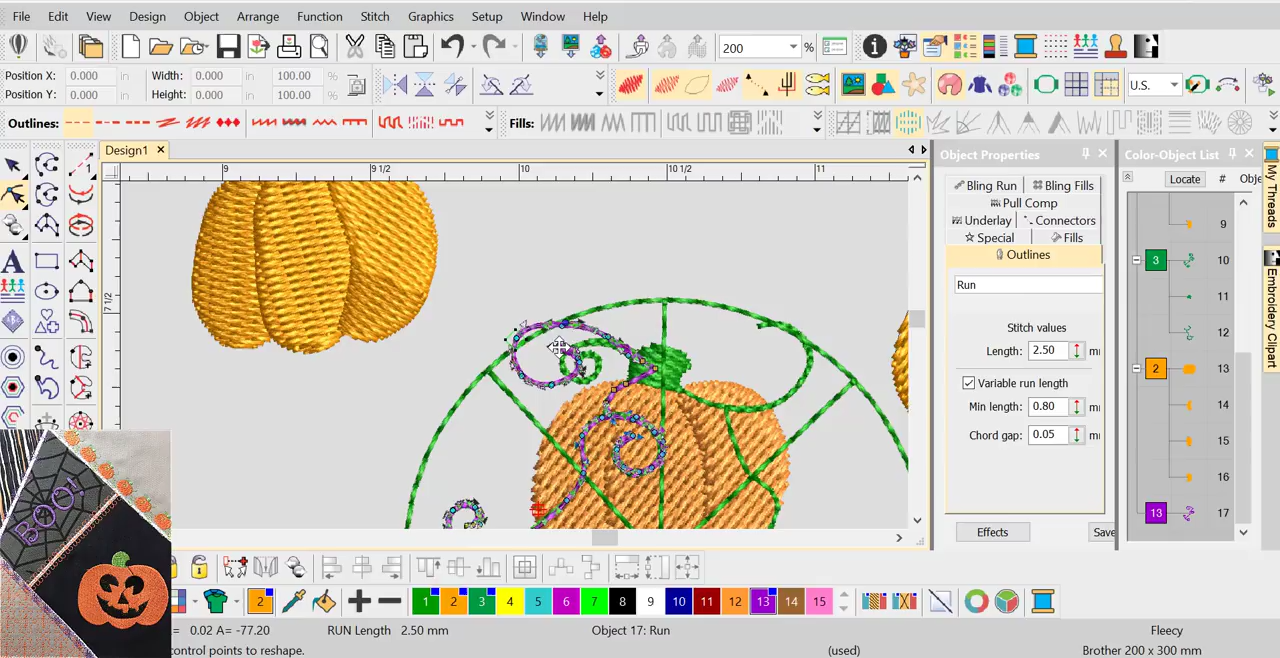 File Edit View Design Object Arrange Function Stitch Graphics Setup Window Help
200 %
Position X: 0.000 in Width: 0.000 in 100.00 %
Position Y: 0.000 in Height: 0.000 in 100.00 %
U.S.
Outlines: Fills:
Design1
9 9 1/2 10 10 1/2 11
7 1/2
Object Properties
Bling Run Bling Fills
Pull Comp
Underlay Connectors
Special Fills
Outlines
Run
Stitch values
Length: 2.50
Variable run length
Min length: 0.80
Chord gap: 0.05
Effects Save
Color-Object List
Locate # Obje
9
3 10
11
12
2 13
14
15
16
13 17
My Threads
Embroidery Clipart
BOO!
2
1 2 3 4 5 6 7 8 9 10 11 12 13 14 15
= 0.02 A= -77.20 RUN Length 2.50 mm Object 17: Run Fleecy
control points to reshape. (used) Brother 200 x 300 mm